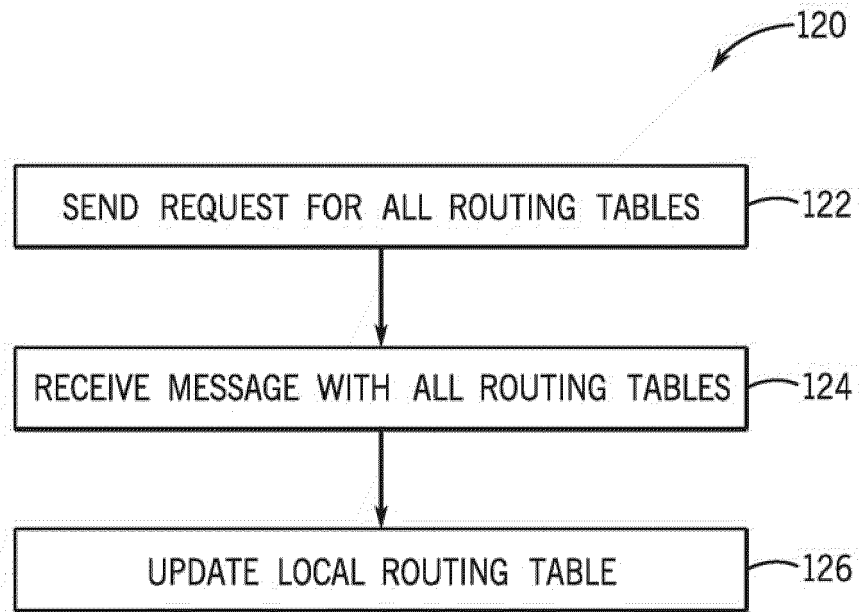 120
SEND REQUEST FOR ALL ROUTING TABLES
122
RECEIVE MESSAGE WITH ALL ROUTING TABLES
124
UPDATE LOCAL ROUTING TABLE
126